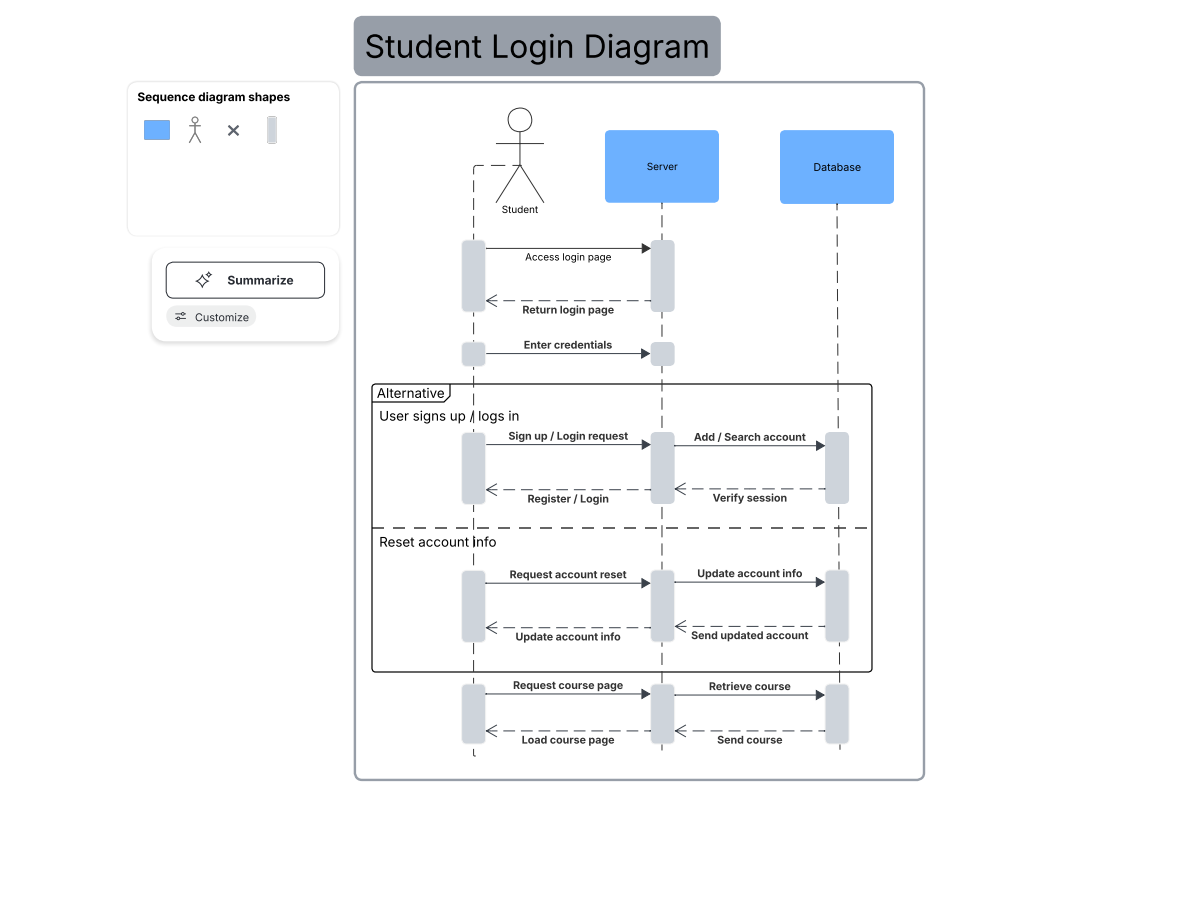 Student Login Diagram
Sequence diagram shapes
Summarize
Customize
Student
Server
Database
Access login page
Return login page
Enter credentials
Alternative
User signs up / logs in
Sign up / Login request
Add / Search account
Register / Login
Verify session
Reset account info
Request account reset
Update account info
Update account info
Send updated account
Request course page
Retrieve course
Load course page
Send course